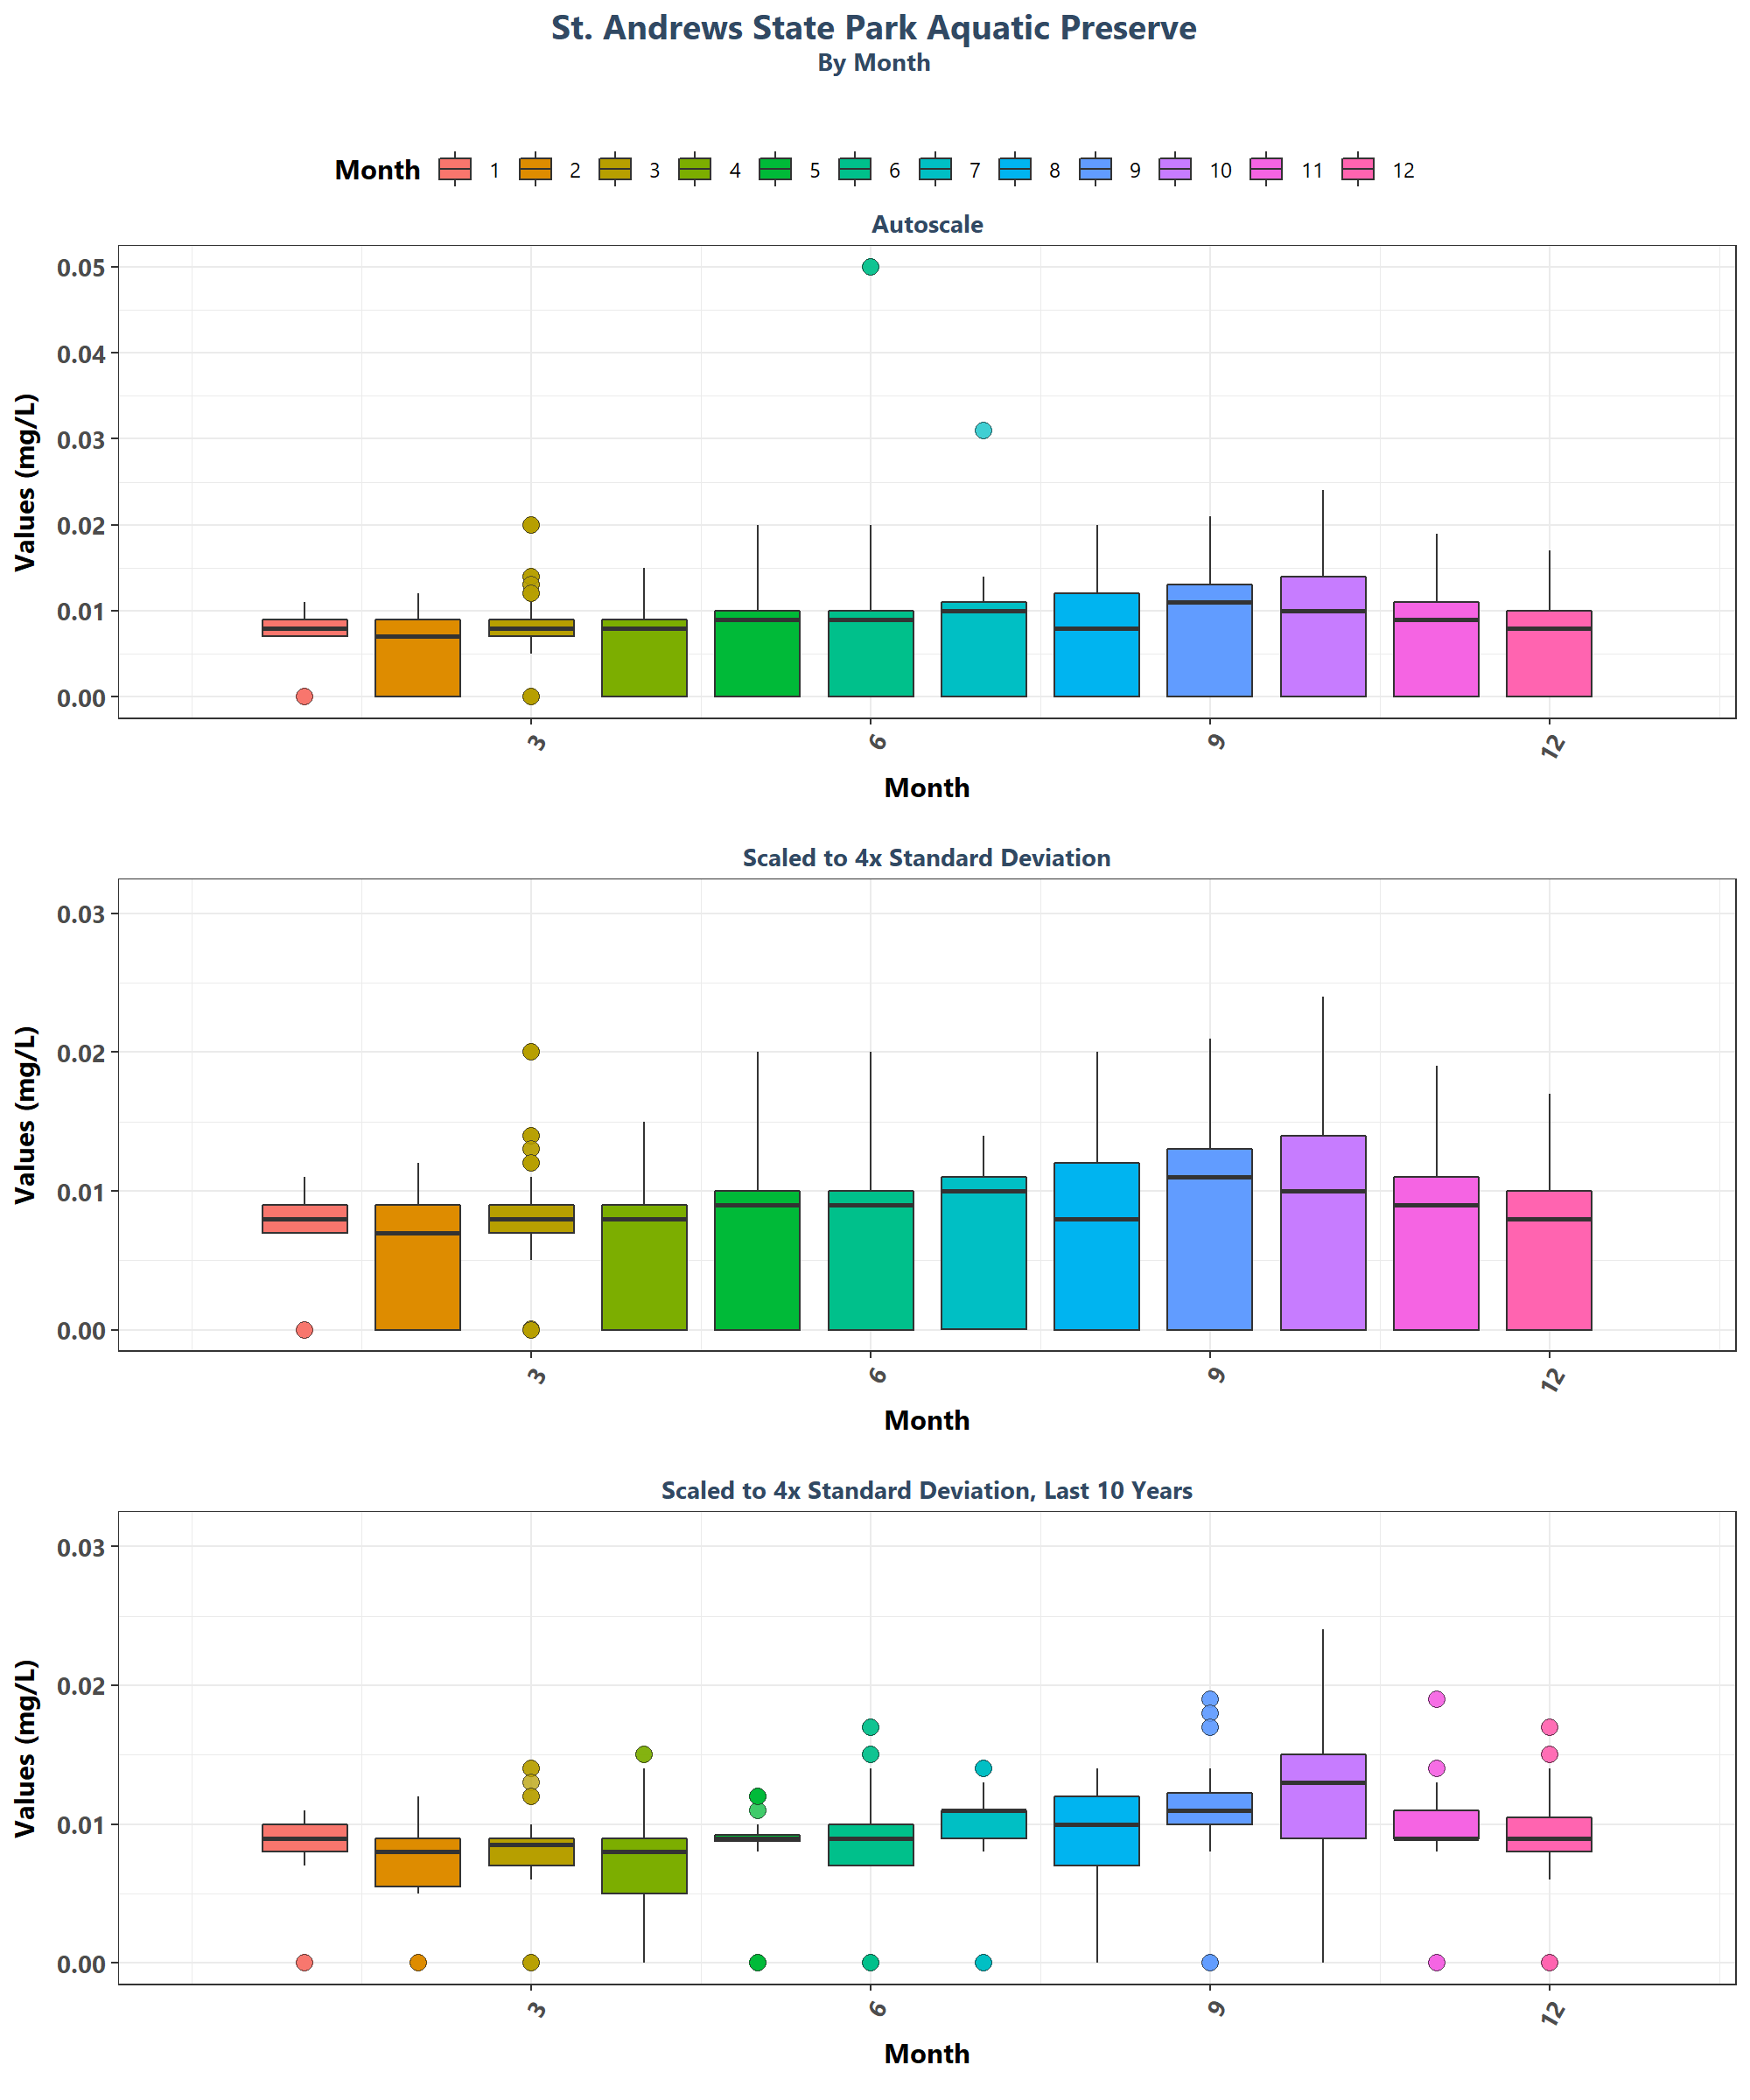 St. Andrews State Park Aquatic Preserve
By Month
Month 1 2 3 4 5 6 7 8 9 10 11 12
Autoscale
Values (mg/L)
0.05
0.04
0.03
0.02
0.01
0.00
3 6 9 12
Month
Scaled to 4x Standard Deviation
Values (mg/L)
0.03
0.02
0.01
0.00
3 6 9 12
Month
Scaled to 4x Standard Deviation, Last 10 Years
Values (mg/L)
0.03
0.02
0.01
0.00
3 6 9 12
Month